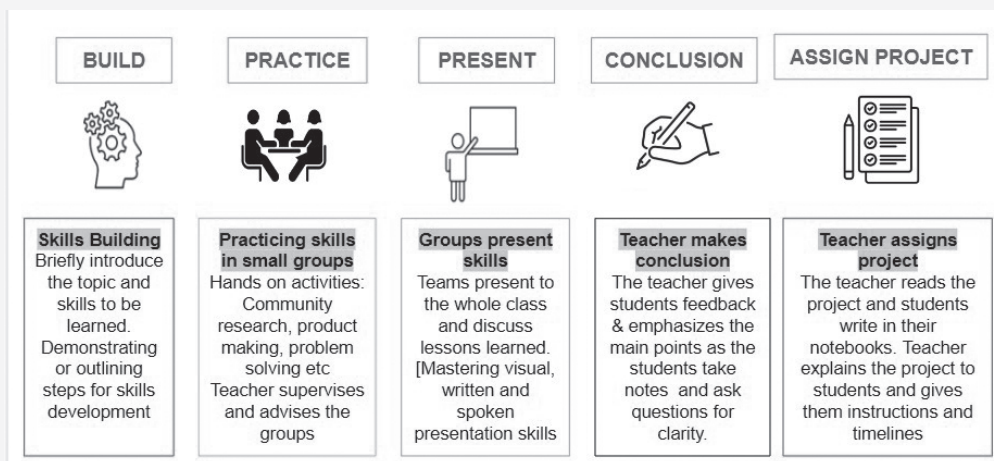 BUILD
PRACTICE
PRESENT
CONCLUSION
ASSIGN PROJECT
Skills Building
Briefly introduce
the topic and
skills to be
learned.
Demonstrating
or outlining
steps for skills
development
Practicing skills
in small groups
Hands on activities:
Community
research, product
making, problem
solving etc
Teacher supervises
and advises the
groups
Groups present
skills
Teams present to
the whole class
and discuss
lessons learned.
[Mastering visual,
written and
spoken
presentation skills
Teacher makes
conclusion
The teacher gives
students feedback
& emphasizes the
main points as the
students take
notes and ask
questions for
clarity.
Teacher assigns
project
The teacher reads the
project and students
write in their
notebooks. Teacher
explains the project to
students and gives
them instructions and
timelines